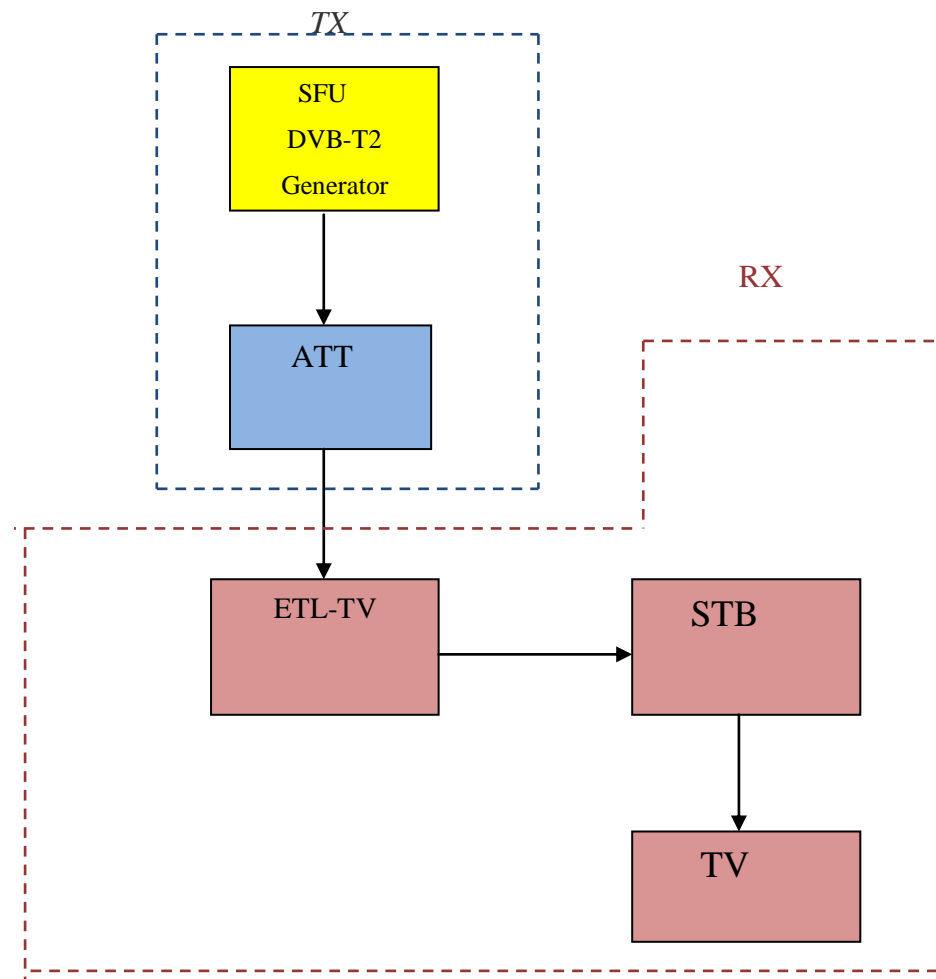 TX
SFU
DVB-T2
Generator
RX
ATT
ETL-TV
STB
TV